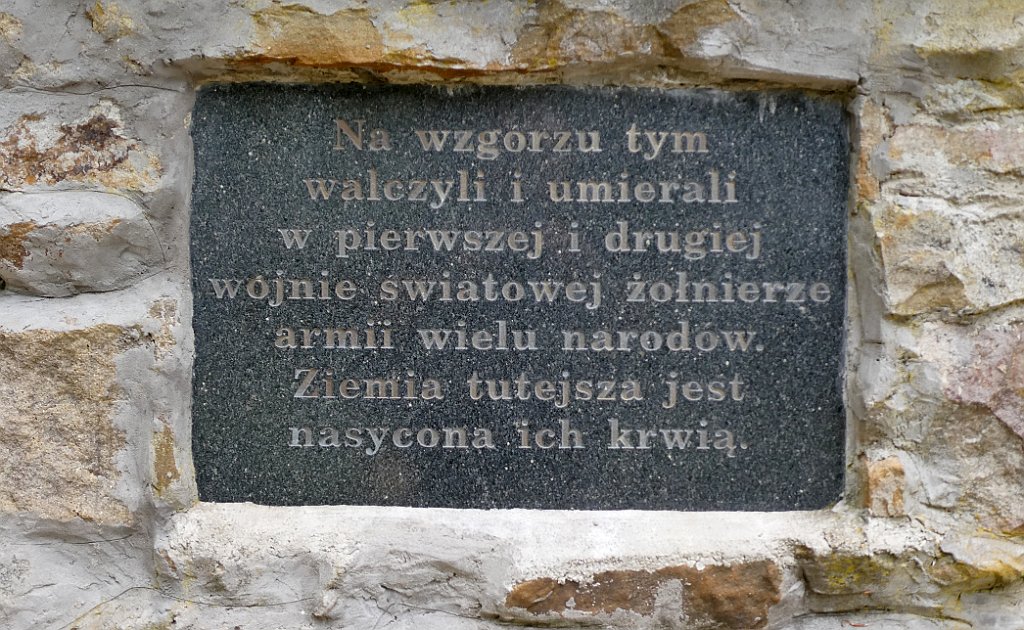 Na wzgórzu tym
walczyli i umierali
w pierwszej i drugiej
wojnie światowej żołnierze
armii wielu narodów.
Ziemia tutejsza jest
nasycona ich krwią.